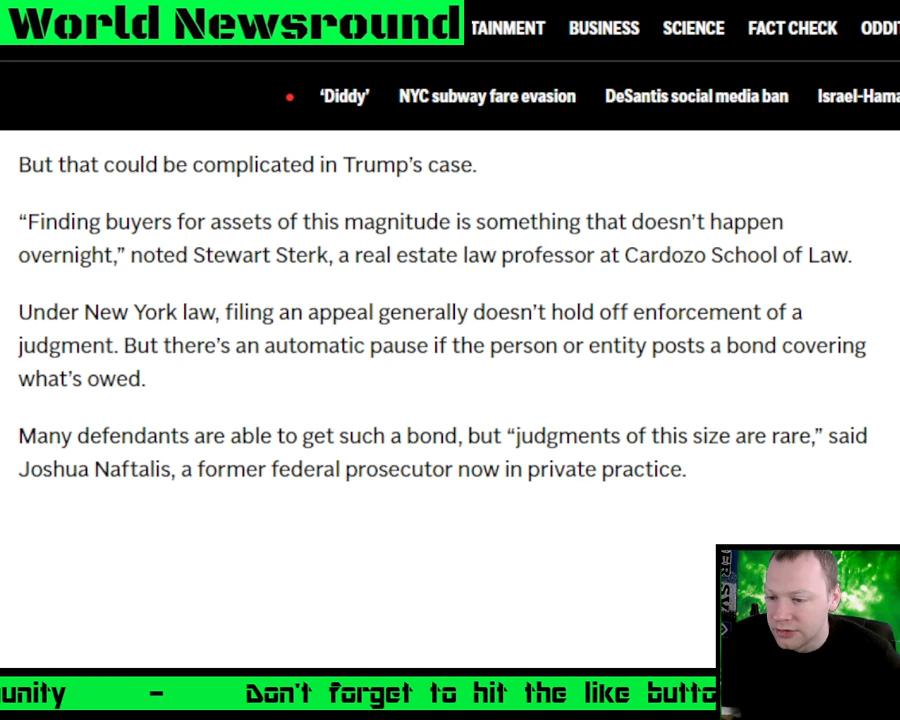 World Newsround
TAINMENT BUSINESS SCIENCE FACT CHECK ODDIT
‘Diddy’ NYC subway fare evasion DeSantis social media ban Israel-Hama
But that could be complicated in Trump’s case.
“Finding buyers for assets of this magnitude is something that doesn’t happen
overnight,” noted Stewart Sterk, a real estate law professor at Cardozo School of Law.
Under New York law, filing an appeal generally doesn’t hold off enforcement of a
judgment. But there’s an automatic pause if the person or entity posts a bond covering
what’s owed.
Many defendants are able to get such a bond, but “judgments of this size are rare,” said
Joshua Naftalis, a former federal prosecutor now in private practice.
unity - Don't forget to hit the like butto